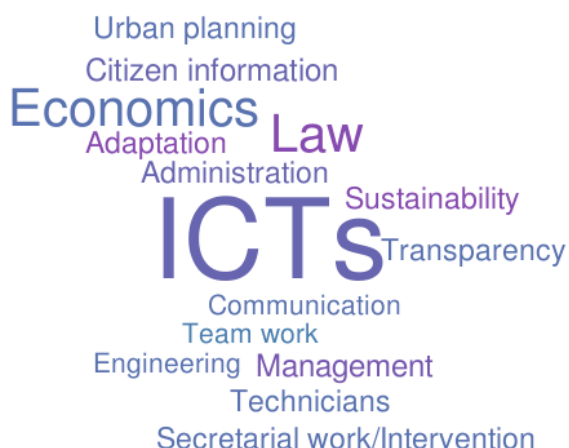 Urban planning
Citizen information
Economics
Law
Adaptation
Administration
Sustainability
ICTs
Transparency
Communication
Team work
Engineering Management
Technicians
Secretarial work/Intervention